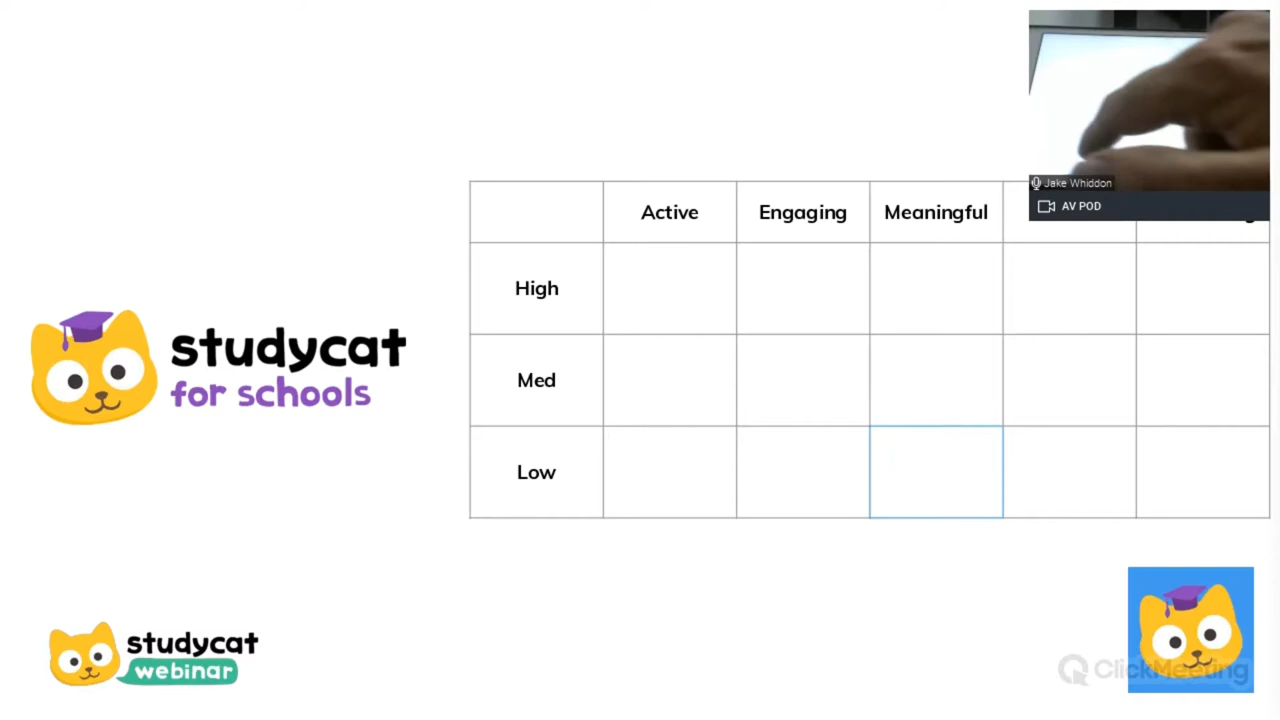 Jake Whiddon
AV POD
Active Engaging Meaningful
High
Med
Low
studycat
for schools
studycat
webinar
ClickMeeting